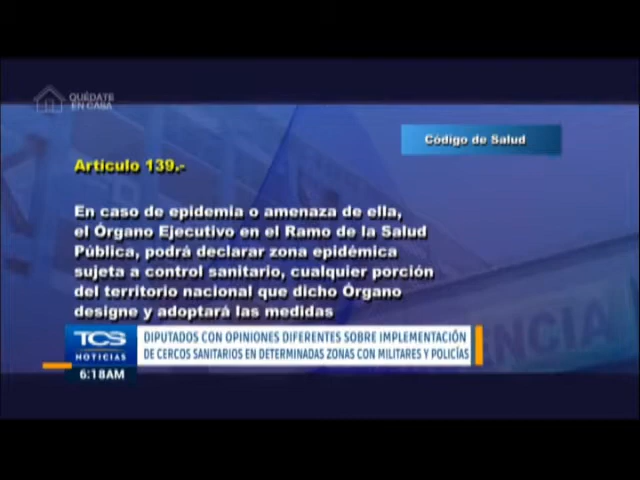 QUÉDATE
EN CASA
Código de Salud
Artículo 139.-
En caso de epidemia o amenaza de ella,
el Órgano Ejecutivo en el Ramo de la Salud
Pública, podrá declarar zona epidémica
sujeta a control sanitario, cualquier porción
del territorio nacional que dicho Órgano
designe y adoptará las medidas
TCS
NOTICIAS
DIPUTADOS CON OPINIONES DIFERENTES SOBRE IMPLEMENTACIÓN
DE CERCOS SANITARIOS EN DETERMINADAS ZONAS CON MILITARES Y POLICÍAS
6:18AM